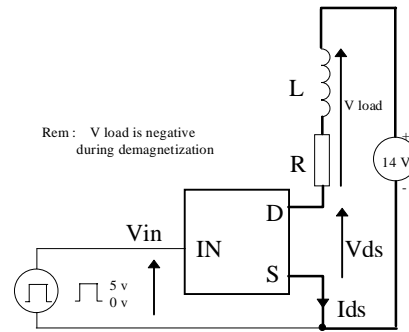 L
V load
Rem : V load is negative
during demagnetization
R
+
14 V
-
D
Vin
IN
Vds
S
5 v
0 v
Ids